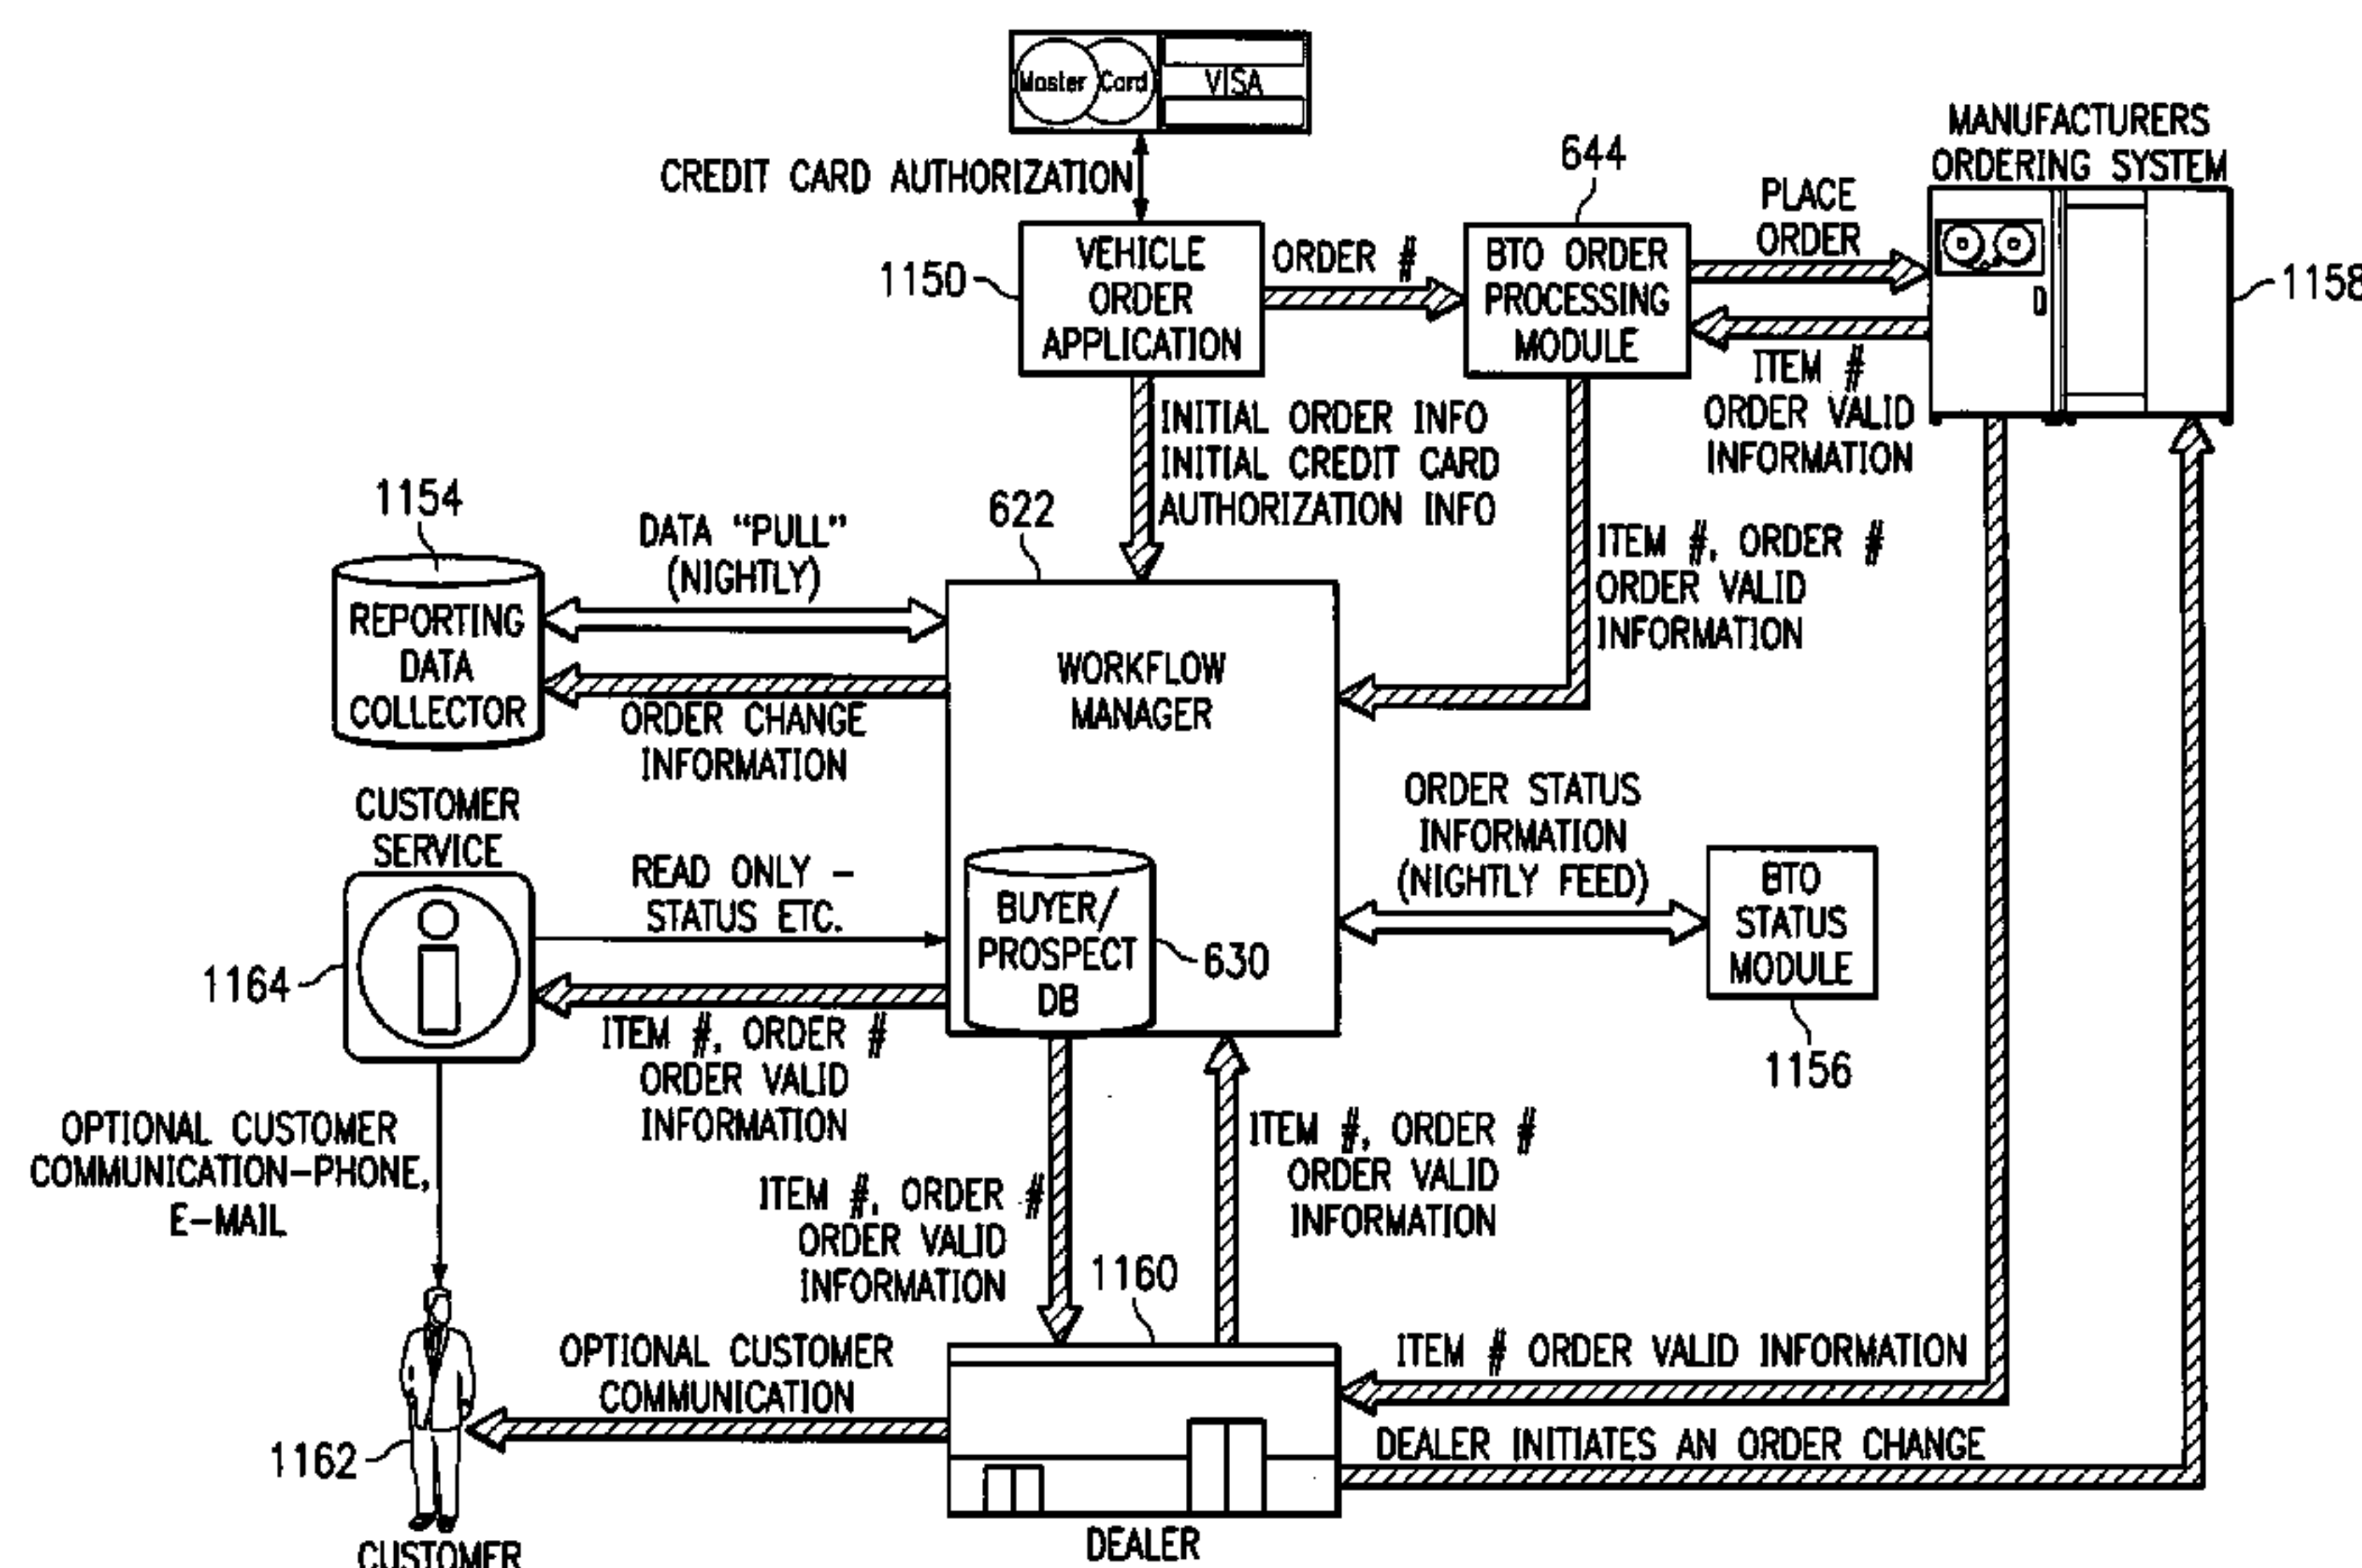 Master Card VISA
CREDIT CARD AUTHORIZATION
MANUFACTURERS
ORDERING SYSTEM
644
1150
VEHICLE
ORDER
APPLICATION
ORDER #
BTO ORDER
PROCESSING
MODULE
PLACE
ORDER
1158
ITEM #
ORDER VALID
INFORMATION
INITIAL ORDER INFO
INITIAL CREDIT CARD
AUTHORIZATION INFO
1154
DATA "PULL"
(NIGHTLY)
622
ITEM #, ORDER #
ORDER VALID
INFORMATION
REPORTING
DATA
COLLECTOR
WORKFLOW
MANAGER
ORDER CHANGE
INFORMATION
CUSTOMER
SERVICE
READ ONLY -
STATUS ETC.
BUYER/
PROSPECT
DB
630
ORDER STATUS
INFORMATION
(NIGHTLY FEED)
BTO
STATUS
MODULE
1156
1164
ITEM #, ORDER #
ORDER VALID
INFORMATION
OPTIONAL CUSTOMER
COMMUNICATION-PHONE,
E-MAIL
ITEM #, ORDER #
ORDER VALID
INFORMATION
ITEM #, ORDER #
ORDER VALID
INFORMATION
1160
OPTIONAL CUSTOMER
COMMUNICATION
ITEM # ORDER VALID INFORMATION
DEALER INITIATES AN ORDER CHANGE
1162
CUSTOMER
DEALER